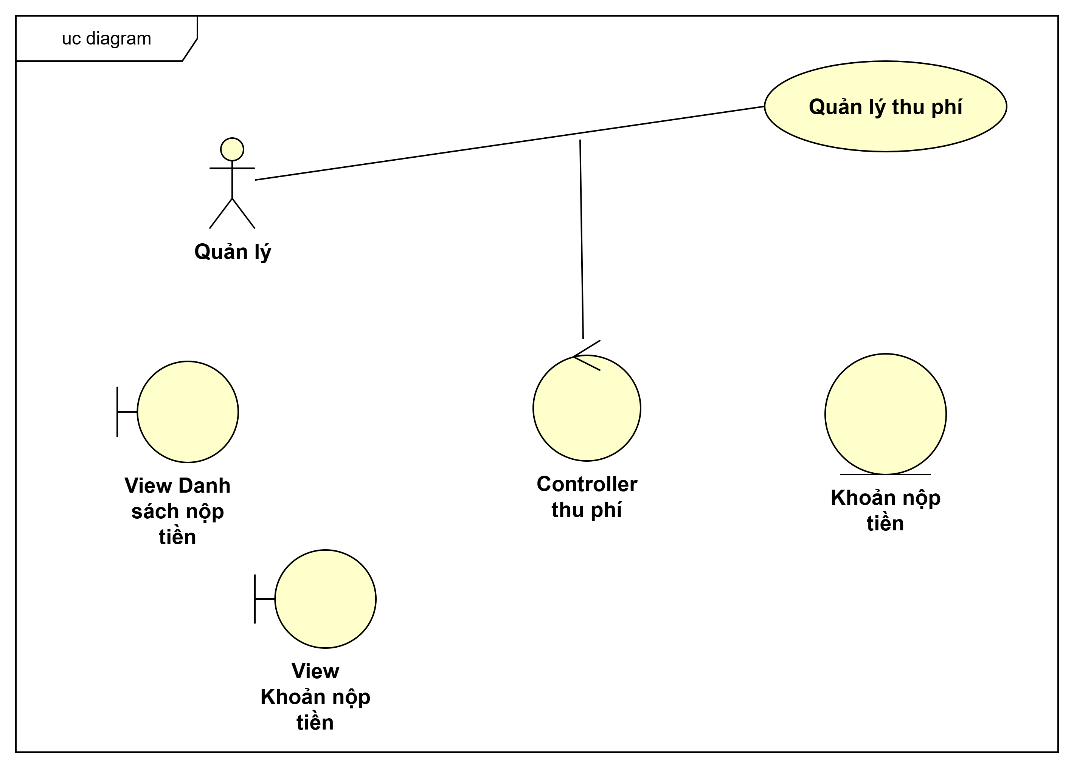 uc diagram
Quản lý thu phí
Quản lý
View Danh
sách nộp
tiền
Controller
thu phí
Khoản nộp
tiền
View
Khoản nộp
tiền